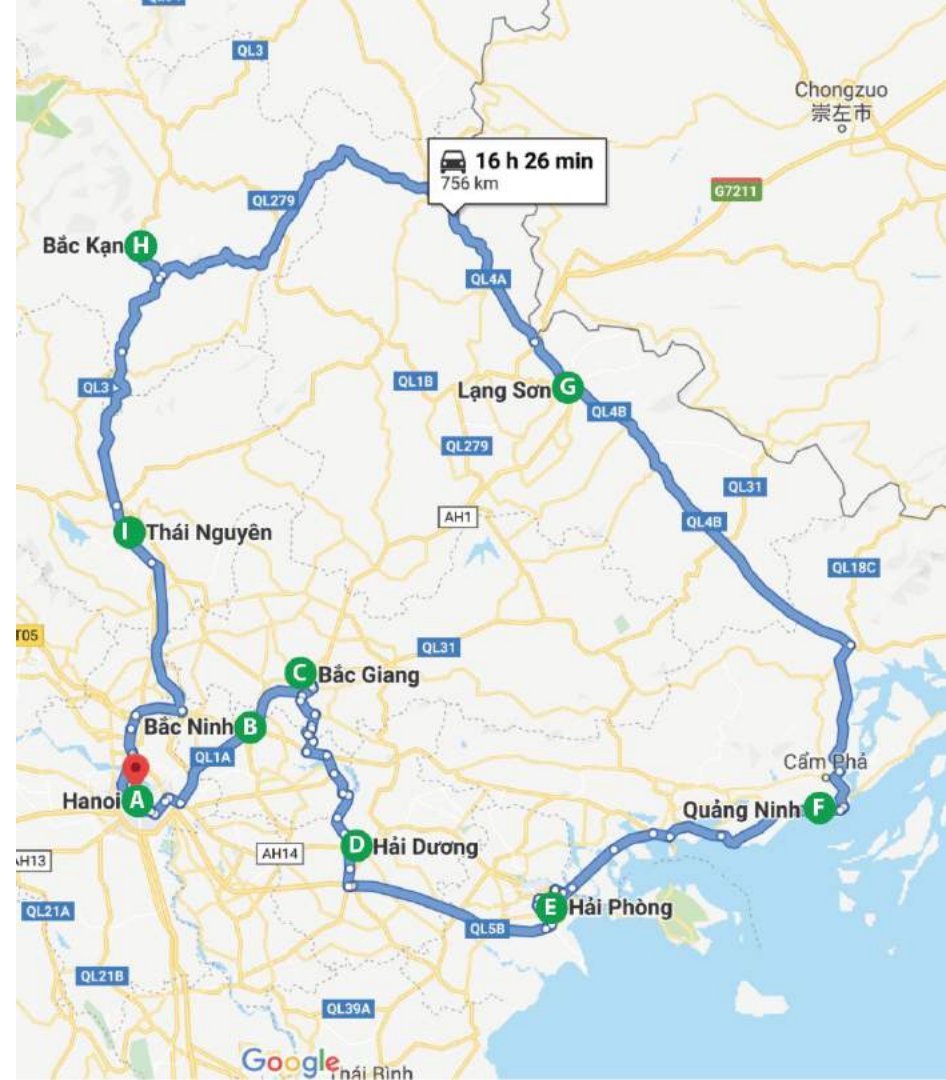 QL3
Chongzuo
崇左市
16 h 26 min
756 km
G7211
QL279
Bắc Kạn H
QL4A
QL1B
QL3
Lạng Sơn G
QL4B
QL279
QL31
AH1
QL4B
I Thái Nguyên
QL18C
T05
QL31
C Bắc Giang
Bắc Ninh B
QL1A
Cẩm Phả
Hanoi A
Quảng Ninh F
D Hải Dương
AH14
AH13
E Hải Phòng
QL21A
QL5B
QL21B
QL39A
Google
Thái Bình